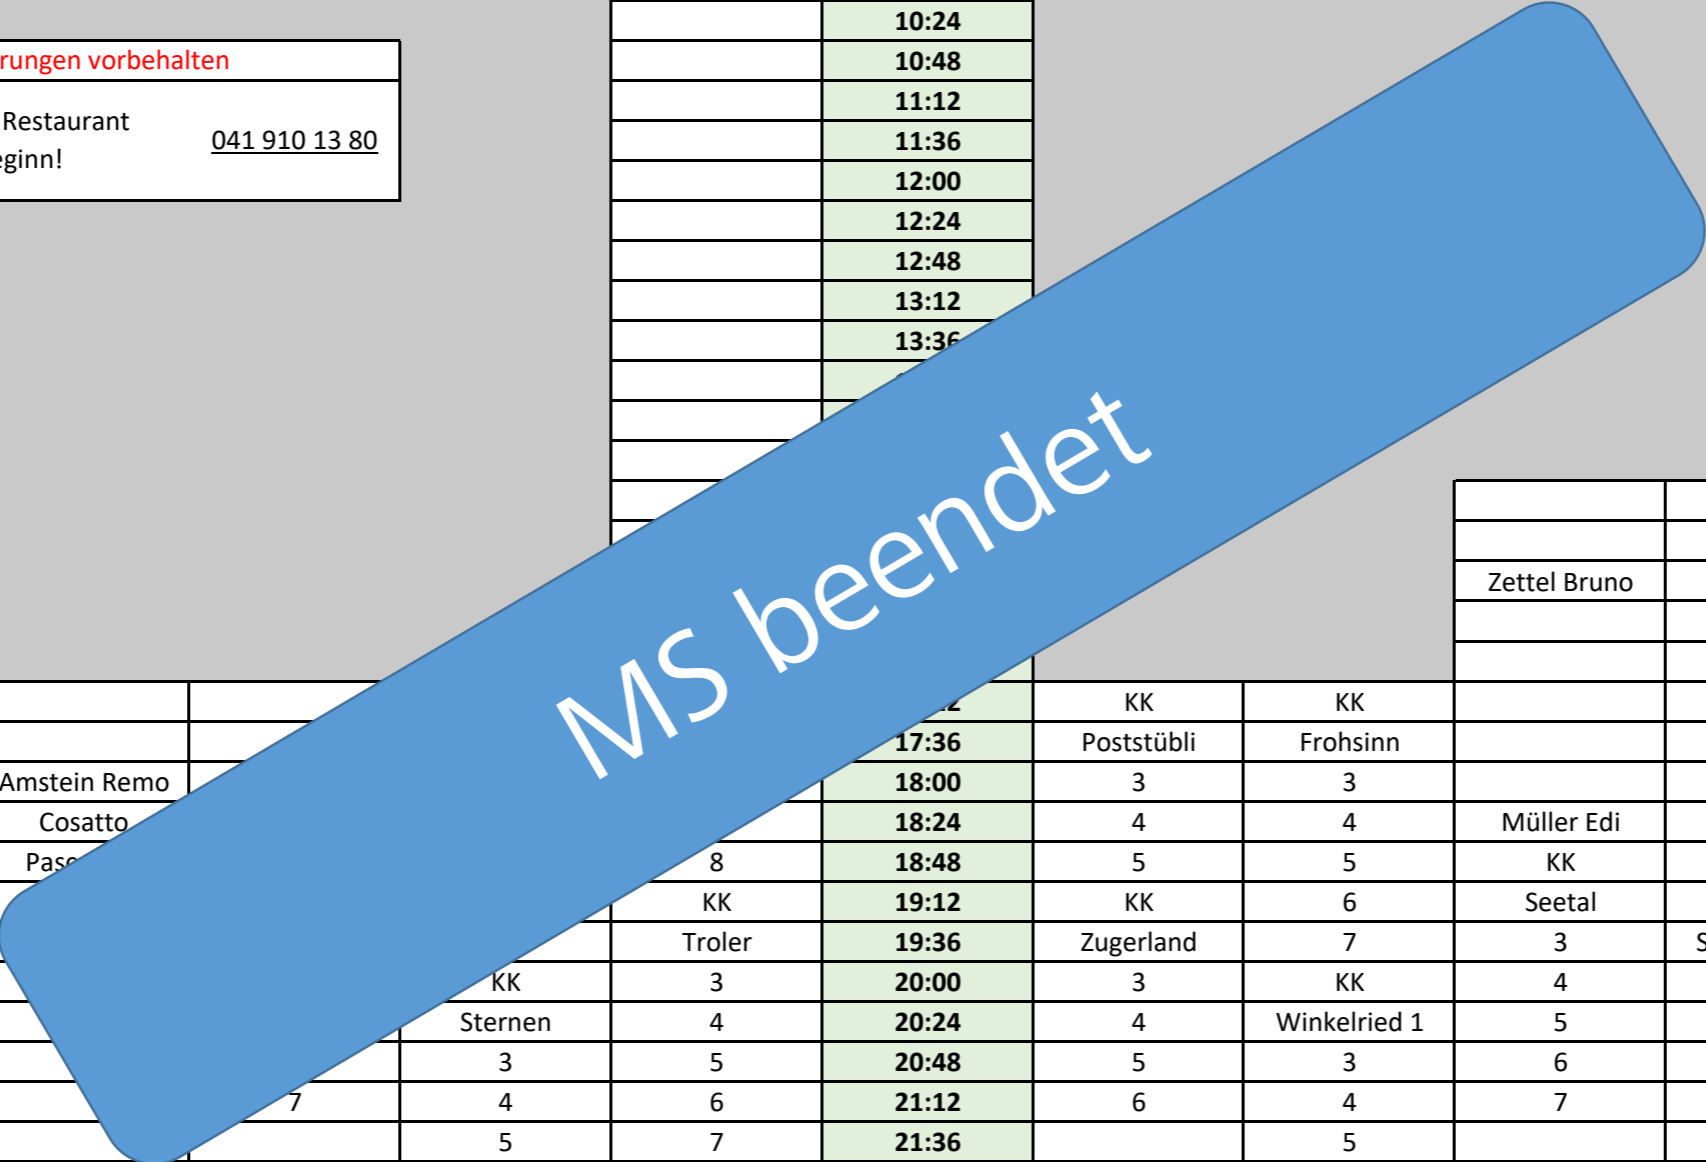 10:24
rungen vorbehalten 10:48
11:12
Restaurant
041 910 13 80 11:36
eginn!
12:00
12:24
12:48
13:12
13:36
MS beendet
Zettel Bruno
KK KK
17:36 Poststübli Frohsinn
Amstein Remo 18:00 3 3
Cosatto 18:24 4 4 Müller Edi
8 18:48 5 5 KK
KK 19:12 KK 6 Seetal
Troler 19:36 Zugerland 7 3 S
KK 3 20:00 3 KK 4
Sternen 4 20:24 4 Winkelried 1 5
3 5 20:48 5 3 6
7 4 6 21:12 6 4 7
5 7 21:36 5